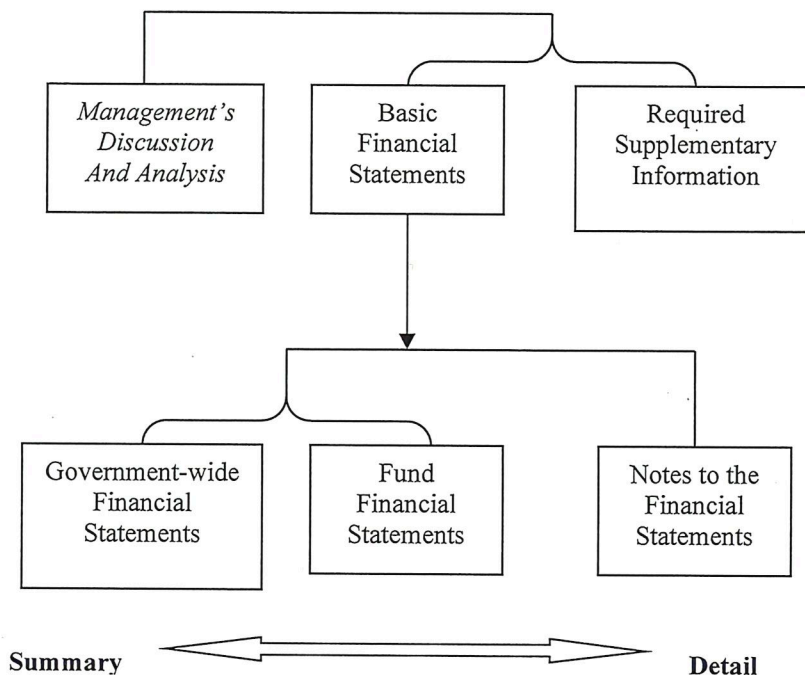 Management's
Discussion
And Analysis
Basic
Financial
Statements
Required
Supplementary
Information
Government-wide
Financial
Statements
Fund
Financial
Statements
Notes to the
Financial
Statements
Summary
Detail